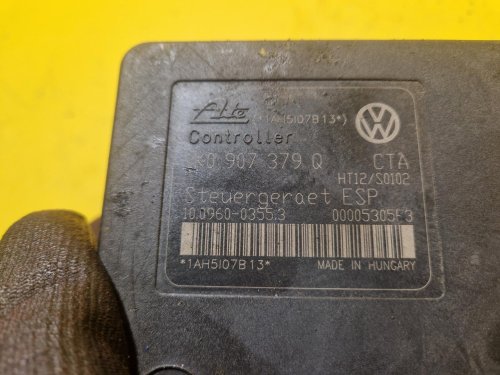 Ate (*1AH5I07B13*)
Controller
1K0 907 379 Q CTA
HT12/S0102
Steuergeraet ESP
10.0960-0355.3 00005305F3
*1AH5I07B13*
MADE IN HUNGARY